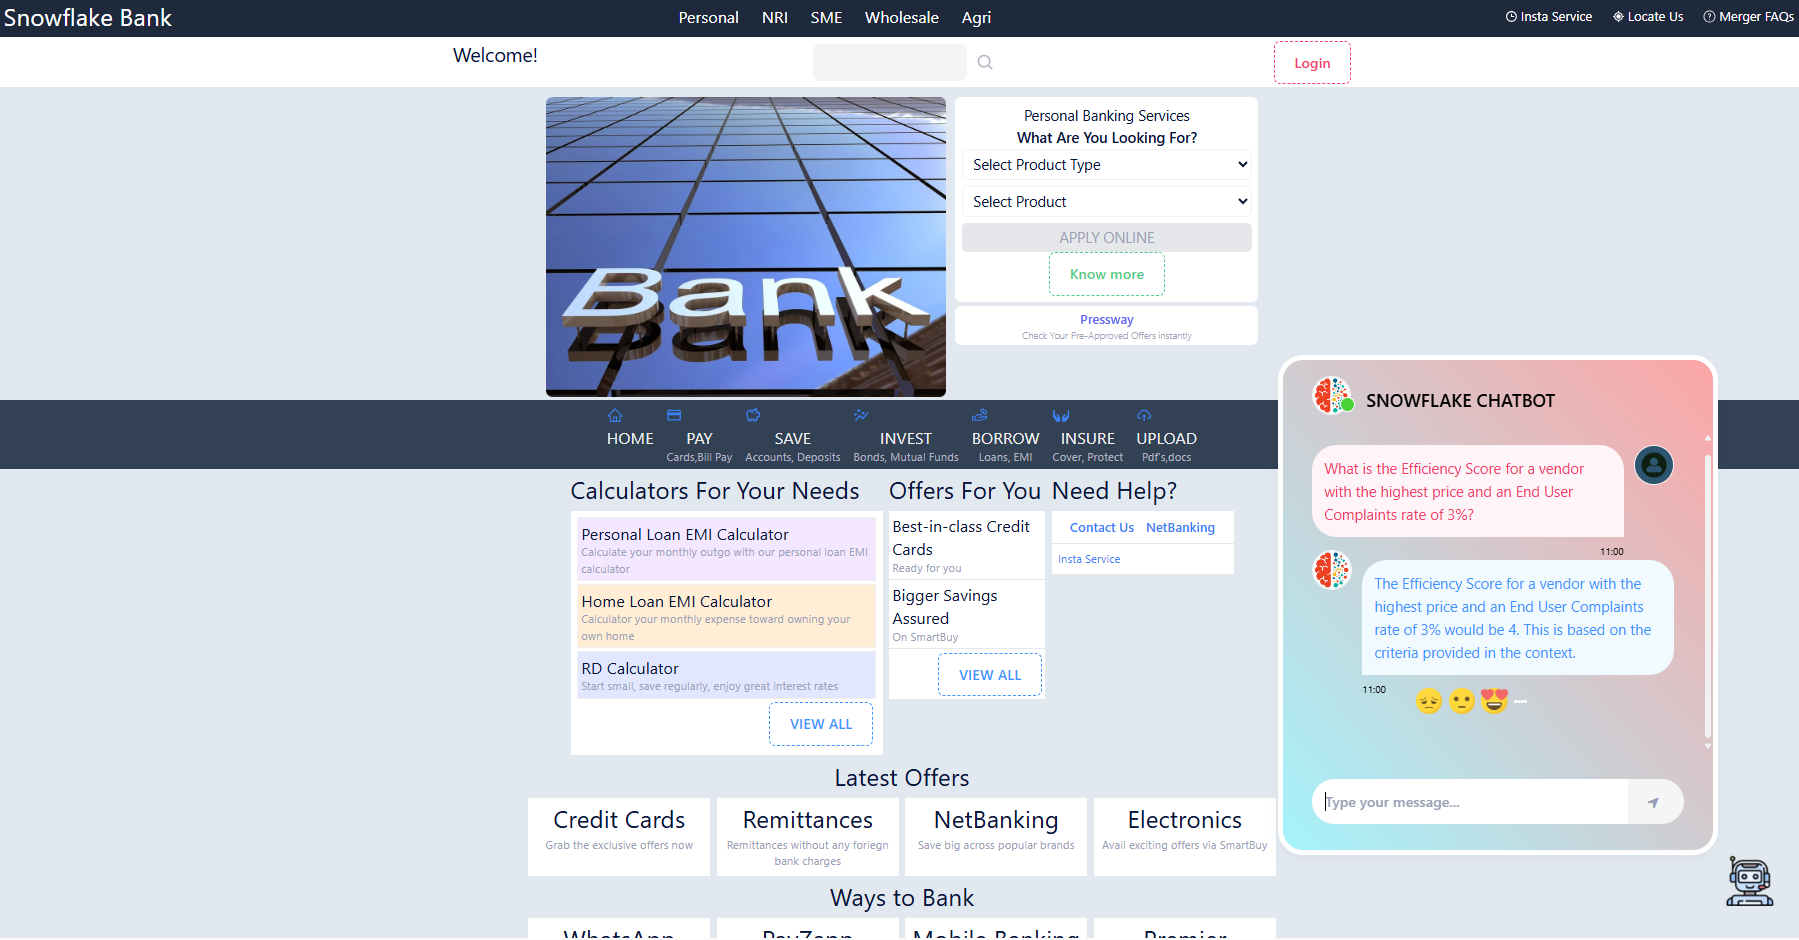 Snowflake Bank
Personal NRI SME Wholesale Agri
Insta Service Locate Us Merger FAQs
Welcome!
Login
Bank
Personal Banking Services
What Are You Looking For?
Select Product Type
Select Product
APPLY ONLINE
Know more
Pressway
Check Your Pre-Approved Offers instantly
HOME
PAY
Cards,Bill Pay
SAVE
Accounts, Deposits
INVEST
Bonds, Mutual Funds
BORROW
Loans, EMI
INSURE
Cover, Protect
UPLOAD
Pdf's,docs
Calculators For Your Needs
Personal Loan EMI Calculator
Calculate your monthly outgo with our personal loan EMI
calculator
Home Loan EMI Calculator
Calculator your monthly expense toward owning your
own home
RD Calculator
Start small, save regularly, enjoy great interest rates
VIEW ALL
Offers For You
Best-in-class Credit
Cards
Ready for you
Bigger Savings
Assured
On SmartBuy
VIEW ALL
Need Help?
Contact Us NetBanking
Insta Service
Latest Offers
Credit Cards
Grab the exclusive offers now
Remittances
Remittances without any foriegn
bank charges
NetBanking
Save big across popular brands
Electronics
Avail exciting offers via SmartBuy
Ways to Bank
WhatsApp
PayZapp
Mobile Banking
Premier
SNOWFLAKE CHATBOT
What is the Efficiency Score for a vendor
with the highest price and an End User
Complaints rate of 3%?
11:00
The Efficiency Score for a vendor with the
highest price and an End User Complaints
rate of 3% would be 4. This is based on the
criteria provided in the context.
11:00
Type your message...